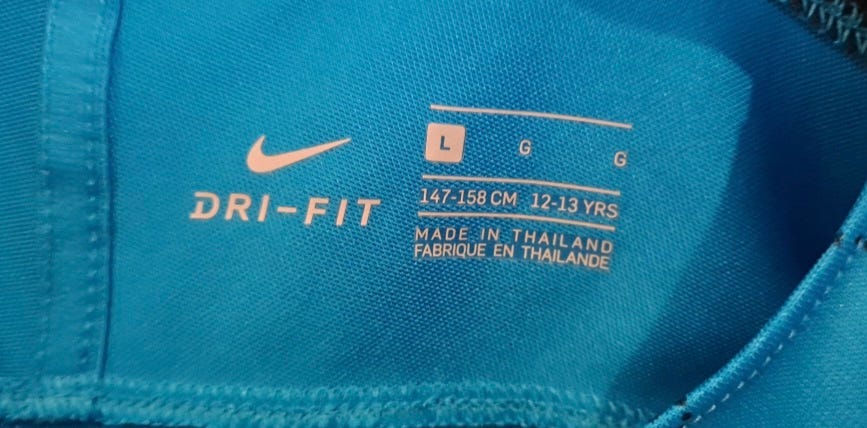 DRI-FIT
L G G
147-158 CM 12-13 YRS
MADE IN THAILAND
FABRIQUE EN THAILANDE